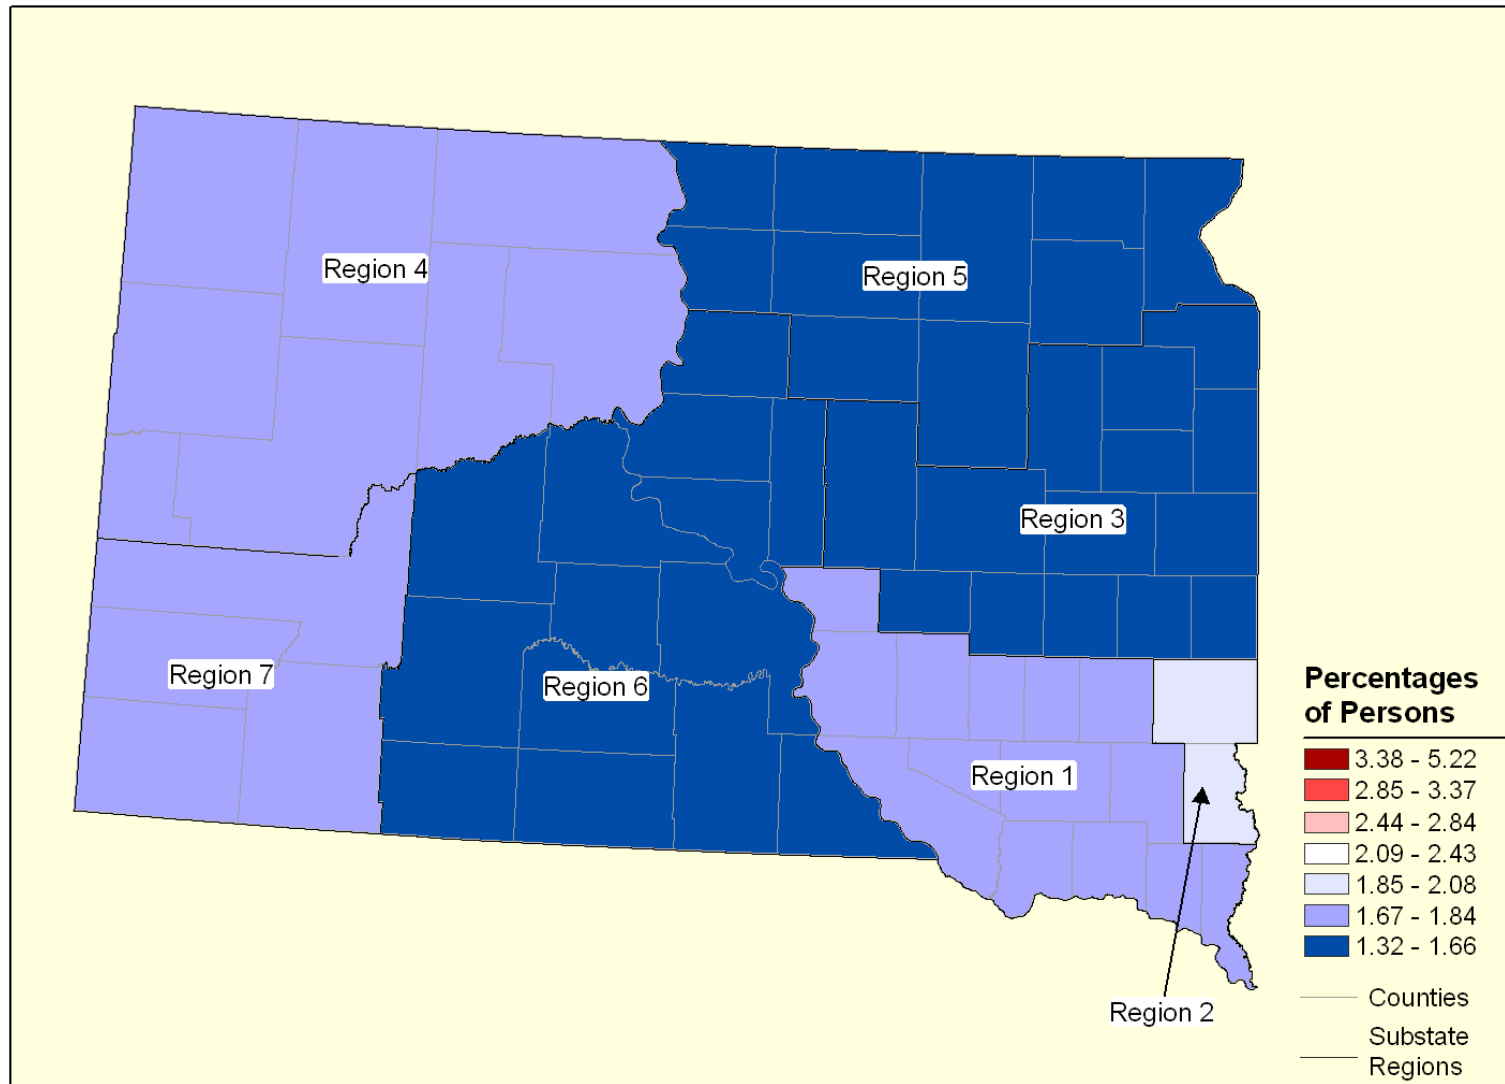 Region 4
Region 5
Region 3
Region 7
Region 6
Region 1
Region 2
Percentages
of Persons
3.38 - 5.22
2.85 - 3.37
2.44 - 2.84
2.09 - 2.43
1.85 - 2.08
1.67 - 1.84
1.32 - 1.66
Counties
Substate
Regions